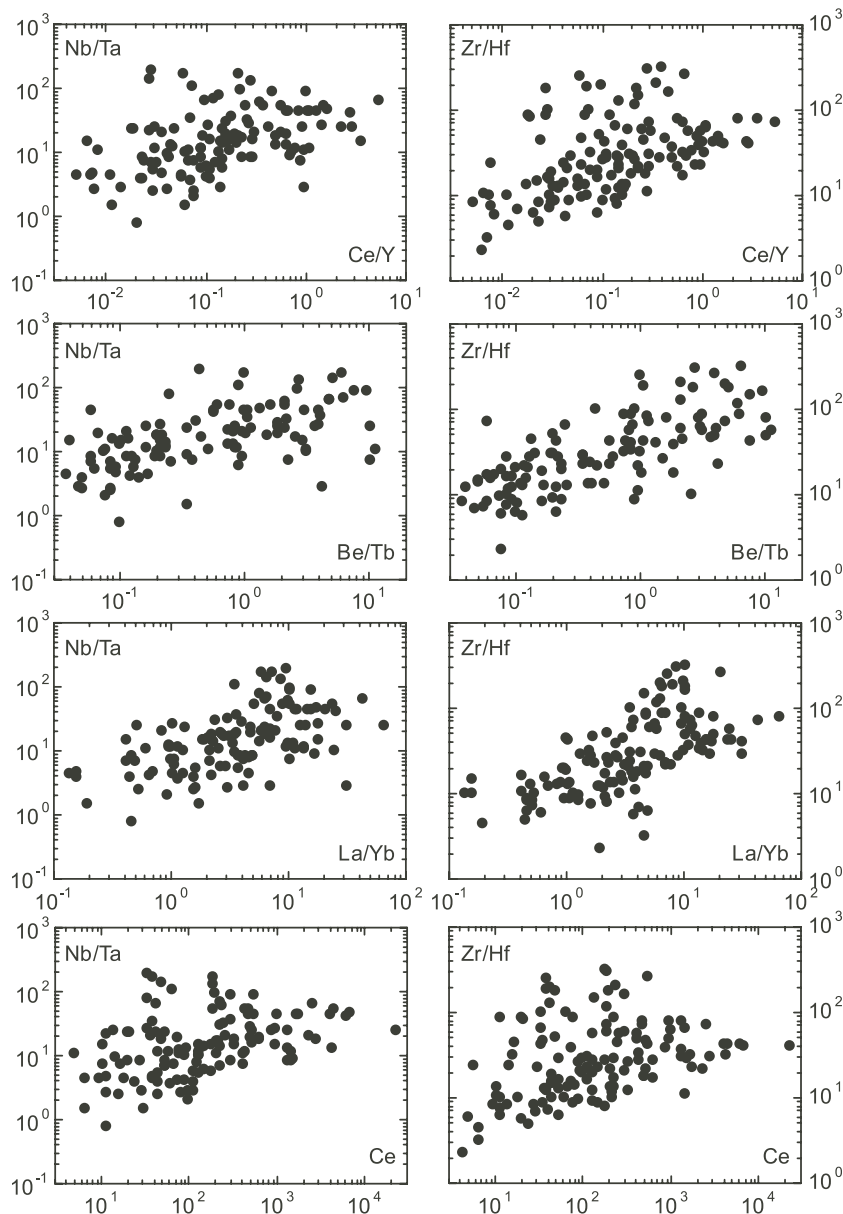 10³ Nb/Ta Zr/Hf 10³
10² 10²
10¹ 10¹
10⁰
10⁻¹ Ce/Y Ce/Y 10⁰
10⁻² 10⁻¹ 10⁰ 10¹ 10⁻² 10⁻¹ 10⁰ 10¹
10³ Nb/Ta Zr/Hf 10³
10² 10²
10¹ 10¹
10⁰
10⁻¹ Be/Tb Be/Tb 10⁰
10⁻¹ 10⁰ 10¹ 10⁻¹ 10⁰ 10¹
10³ Nb/Ta Zr/Hf 10³
10² 10²
10¹ 10¹
10⁰
10⁻¹ La/Yb La/Yb 10⁰
10⁻¹ 10⁰ 10¹ 10² 10⁻¹ 10⁰ 10¹ 10²
10³ Nb/Ta Zr/Hf 10³
10² 10²
10¹ 10¹
10⁰
10⁻¹ Ce Ce 10⁰
10¹ 10² 10³ 10⁴ 10¹ 10² 10³ 10⁴